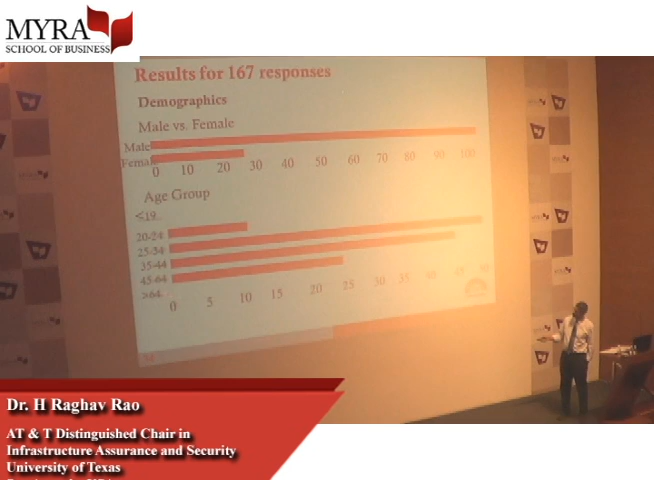 MYRA
SCHOOL OF BUSINESS
Results for 167 responses
Demographics
Male vs. Female
Male
Female
0 10 20 30 40 50 60 70 80 90 100
Age Group
≤19
20-24
25-34
35-44
45-64
>64
0 5 10 15 20 25 30 35
Dr. H Raghav Rao
AT & T Distinguished Chair in
Infrastructure Assurance and Security
University of Texas